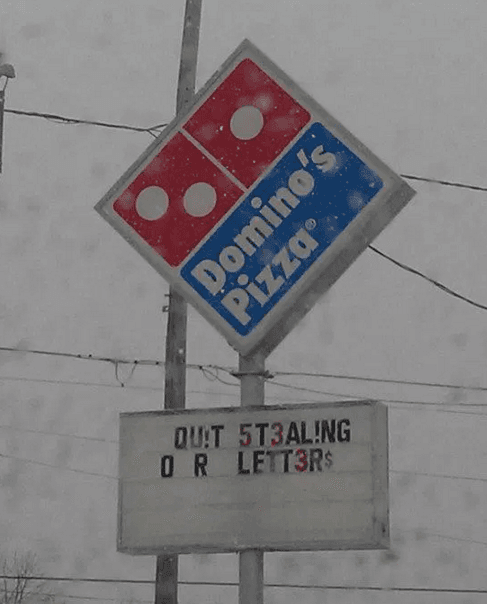 Domino's
Pizza®
QU!T 5T3AL!NG
O R LETT3R$